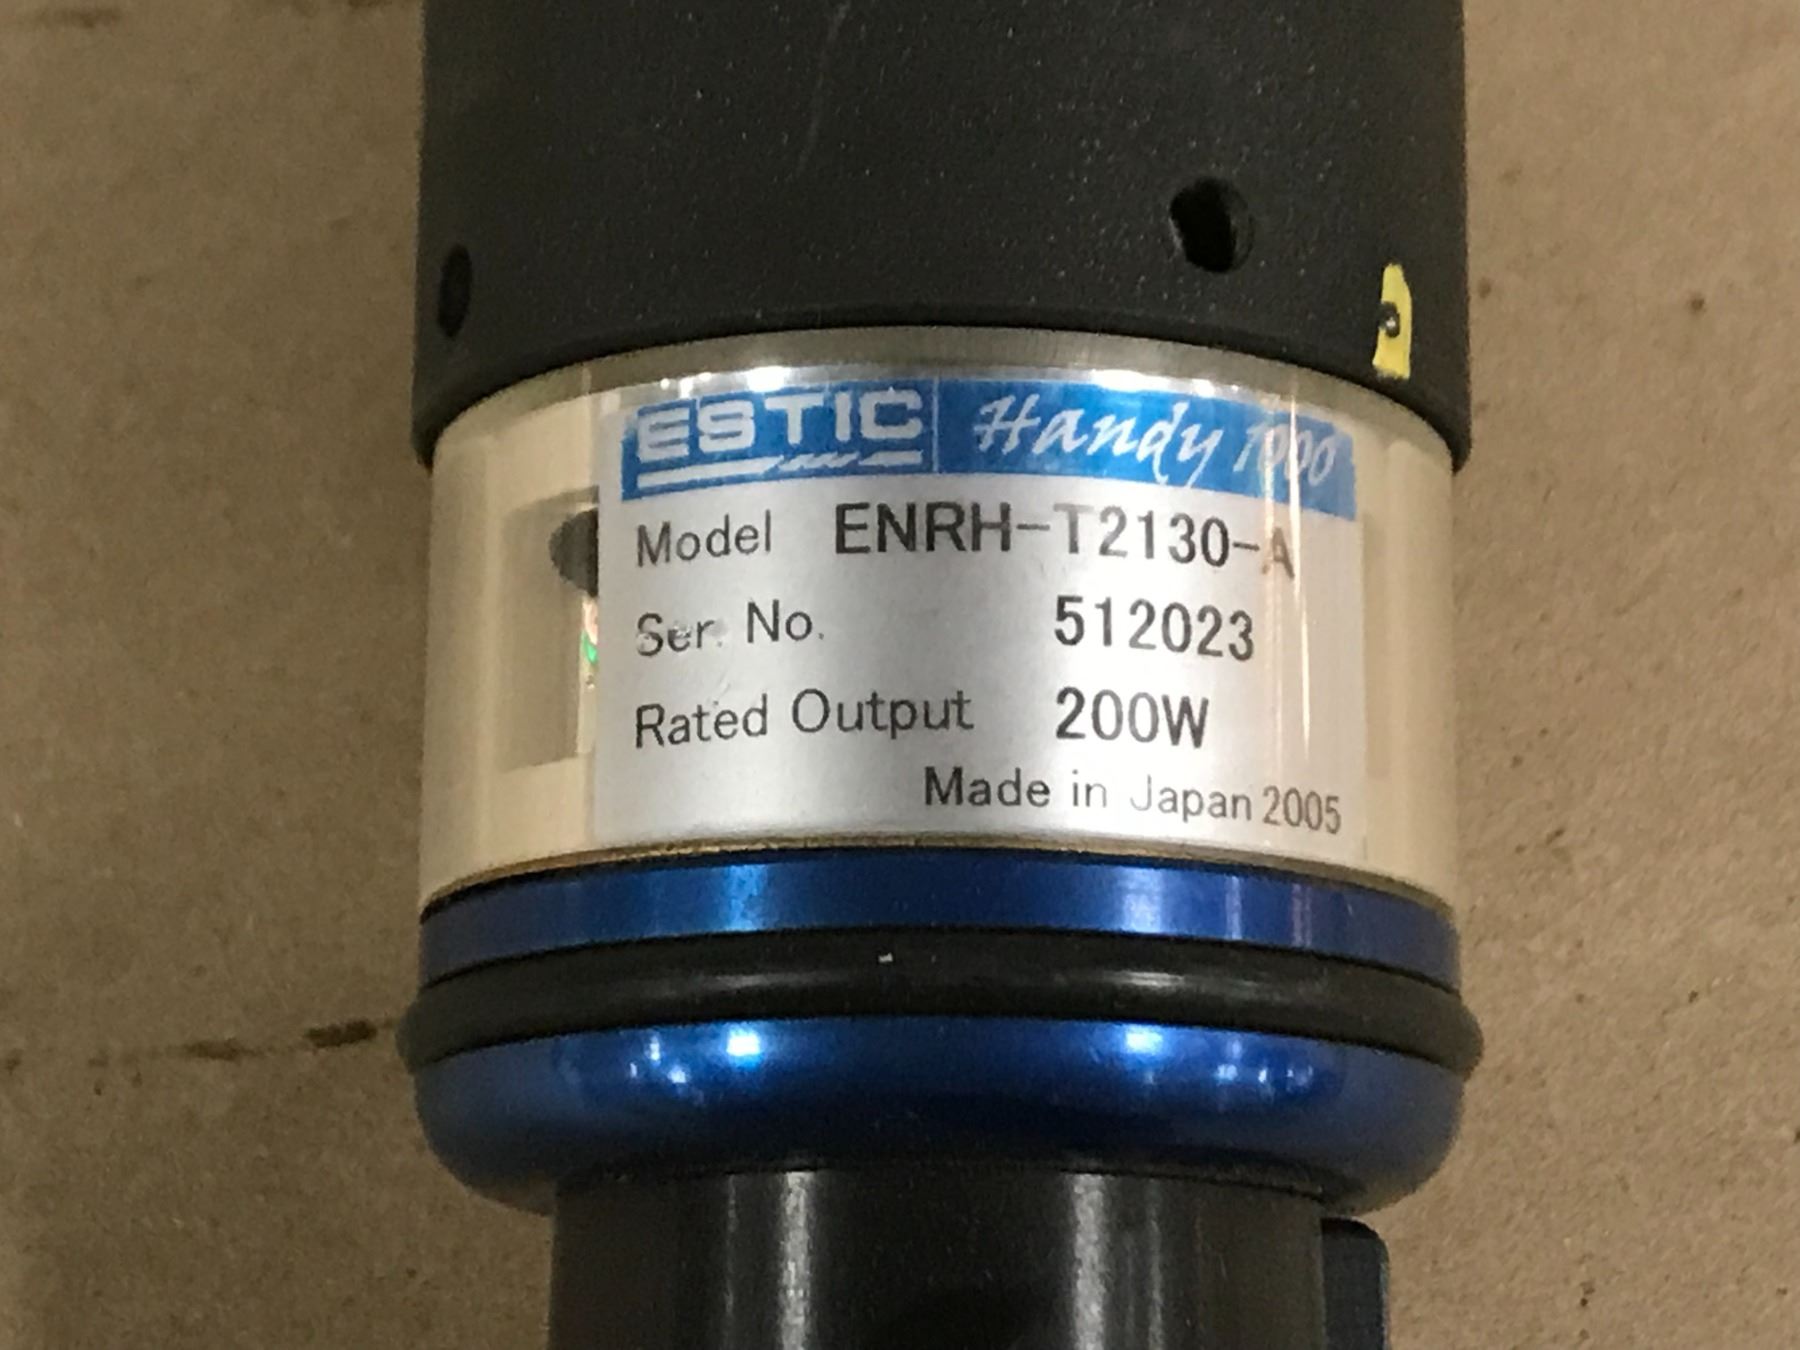 ESTIC Handy 1000
Model ENRH-T2130-A
Ser. No. 512023
Rated Output 200W
Made in Japan 2005